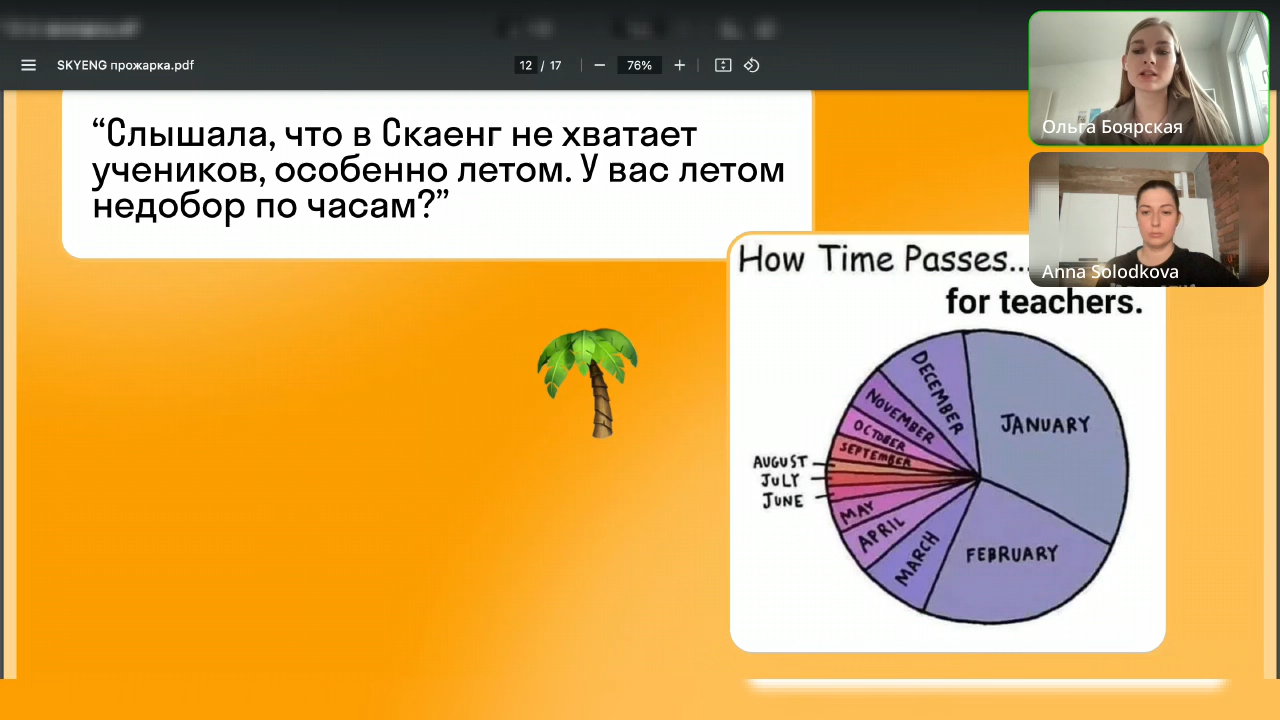 SKYENG прожарка.pdf
12 / 17
76%
“Слышала, что в Скаенг не хватает
учеников, особенно летом. У вас летом
недобор по часам?”
Ольга Боярская
Anna Solodkova
How Time Passes...
for teachers.
JANUARY
FEBRUARY
MARCH
APRIL
MAY
JUNE
JULY
AUGUST
SEPTEMBER
OCTOBER
NOVEMBER
DECEMBER